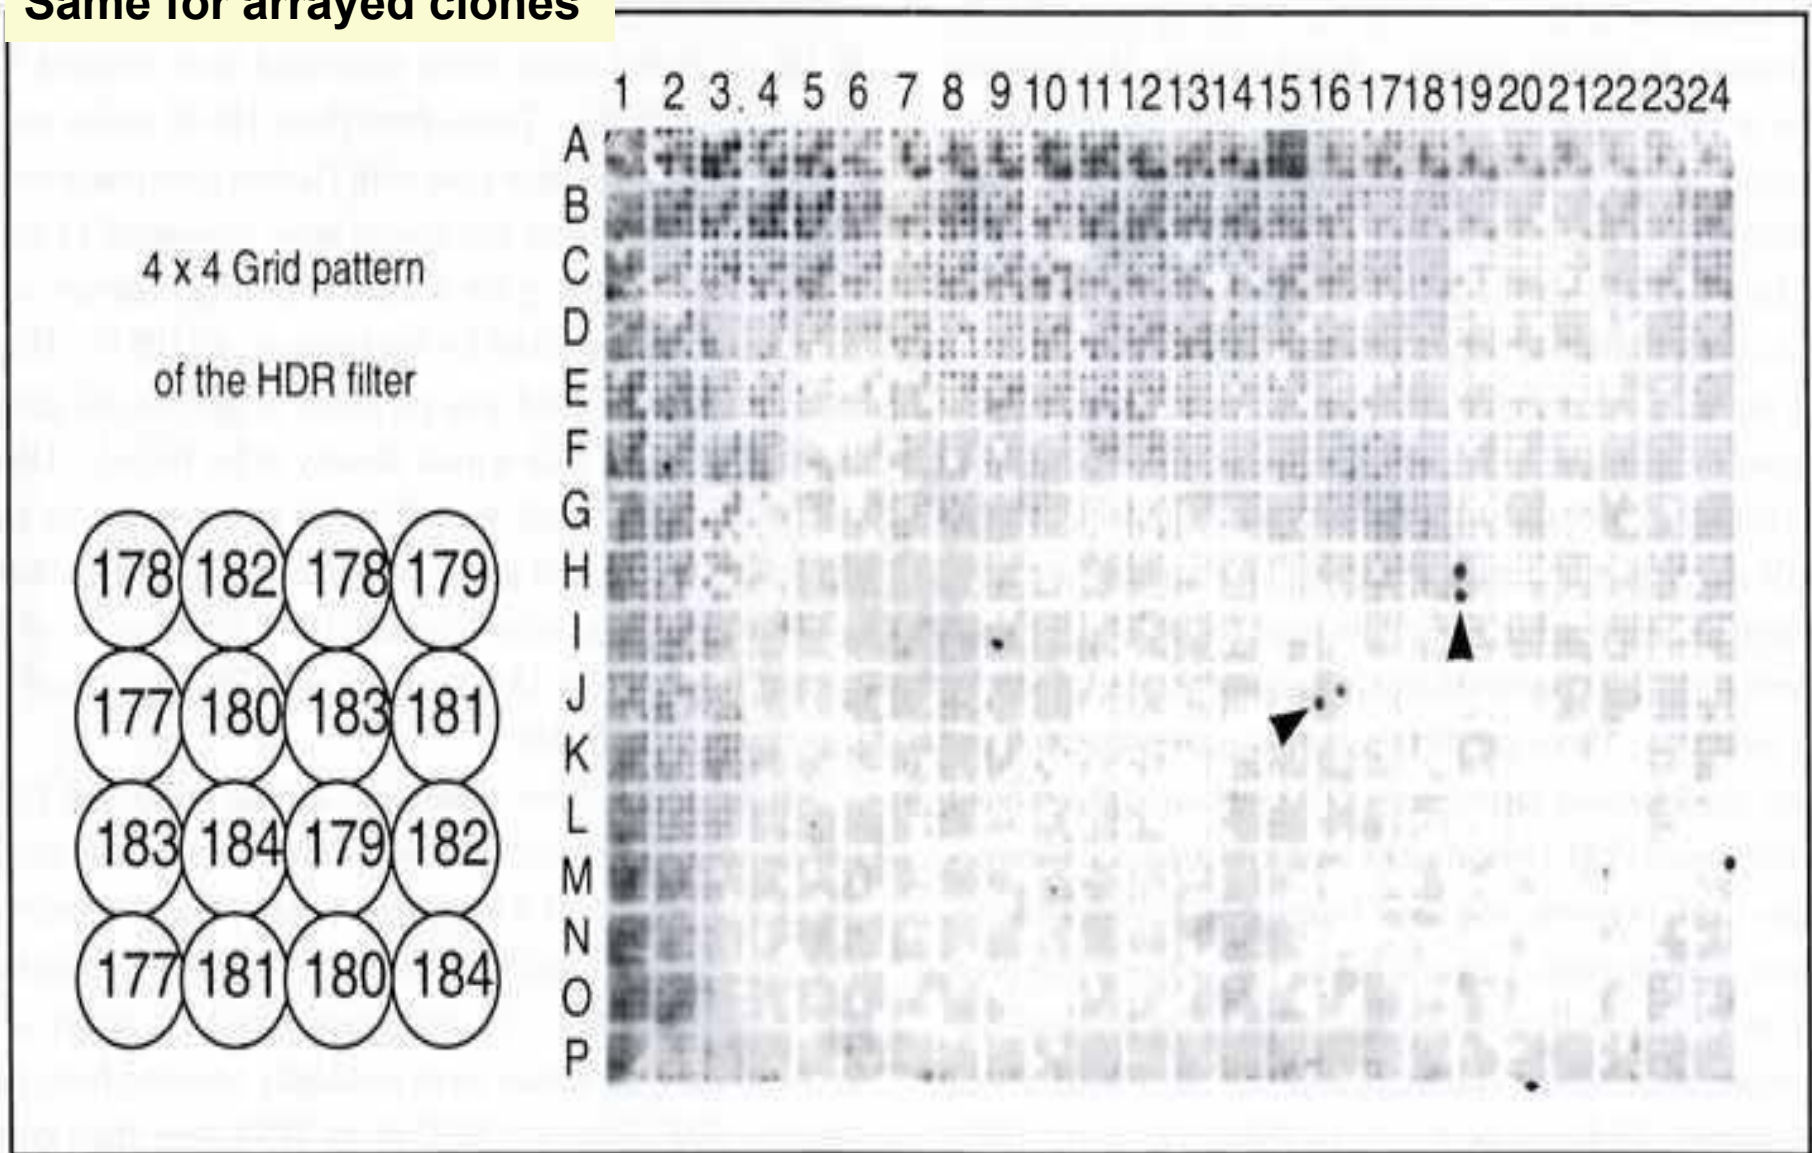 Same for arrayed clones
1 2 3. 4 5 6 7 8 9 10 11 12 13 14 15 16 17 18 19 20 21 22 23 24
A
B
C
4 x 4 Grid pattern
D
of the HDR filter
E
F
G
H
178 182 178 179
I
J
177 180 183 181
K
L
183 184 179 182
M
N
177 181 180 184
O
P